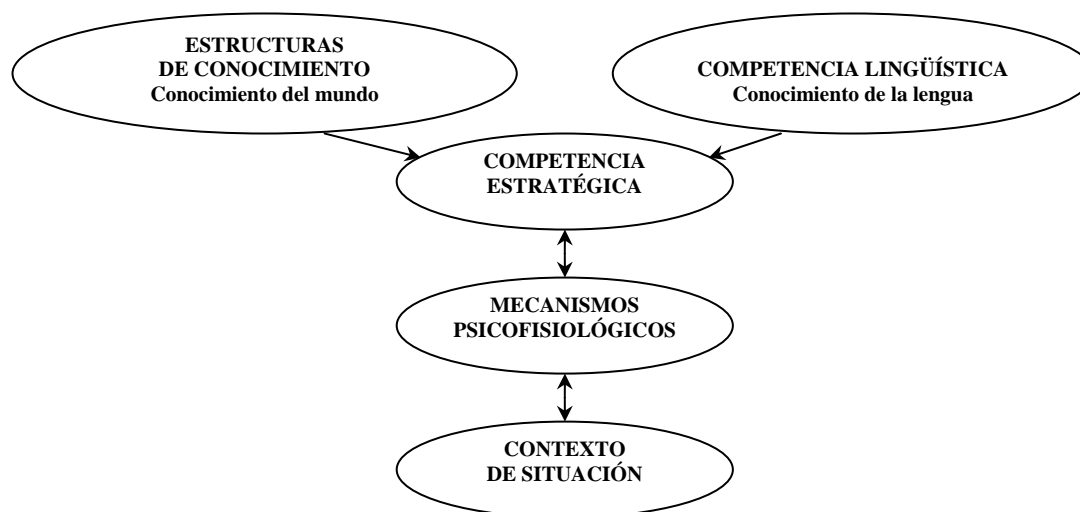 ESTRUCTURAS
DE CONOCIMIENTO
Conocimiento del mundo
COMPETENCIA LINGÜÍSTICA
Conocimiento de la lengua
COMPETENCIA
ESTRATÉGICA
MECANISMOS
PSICOFISIOLÓGICOS
CONTEXTO
DE SITUACIÓN